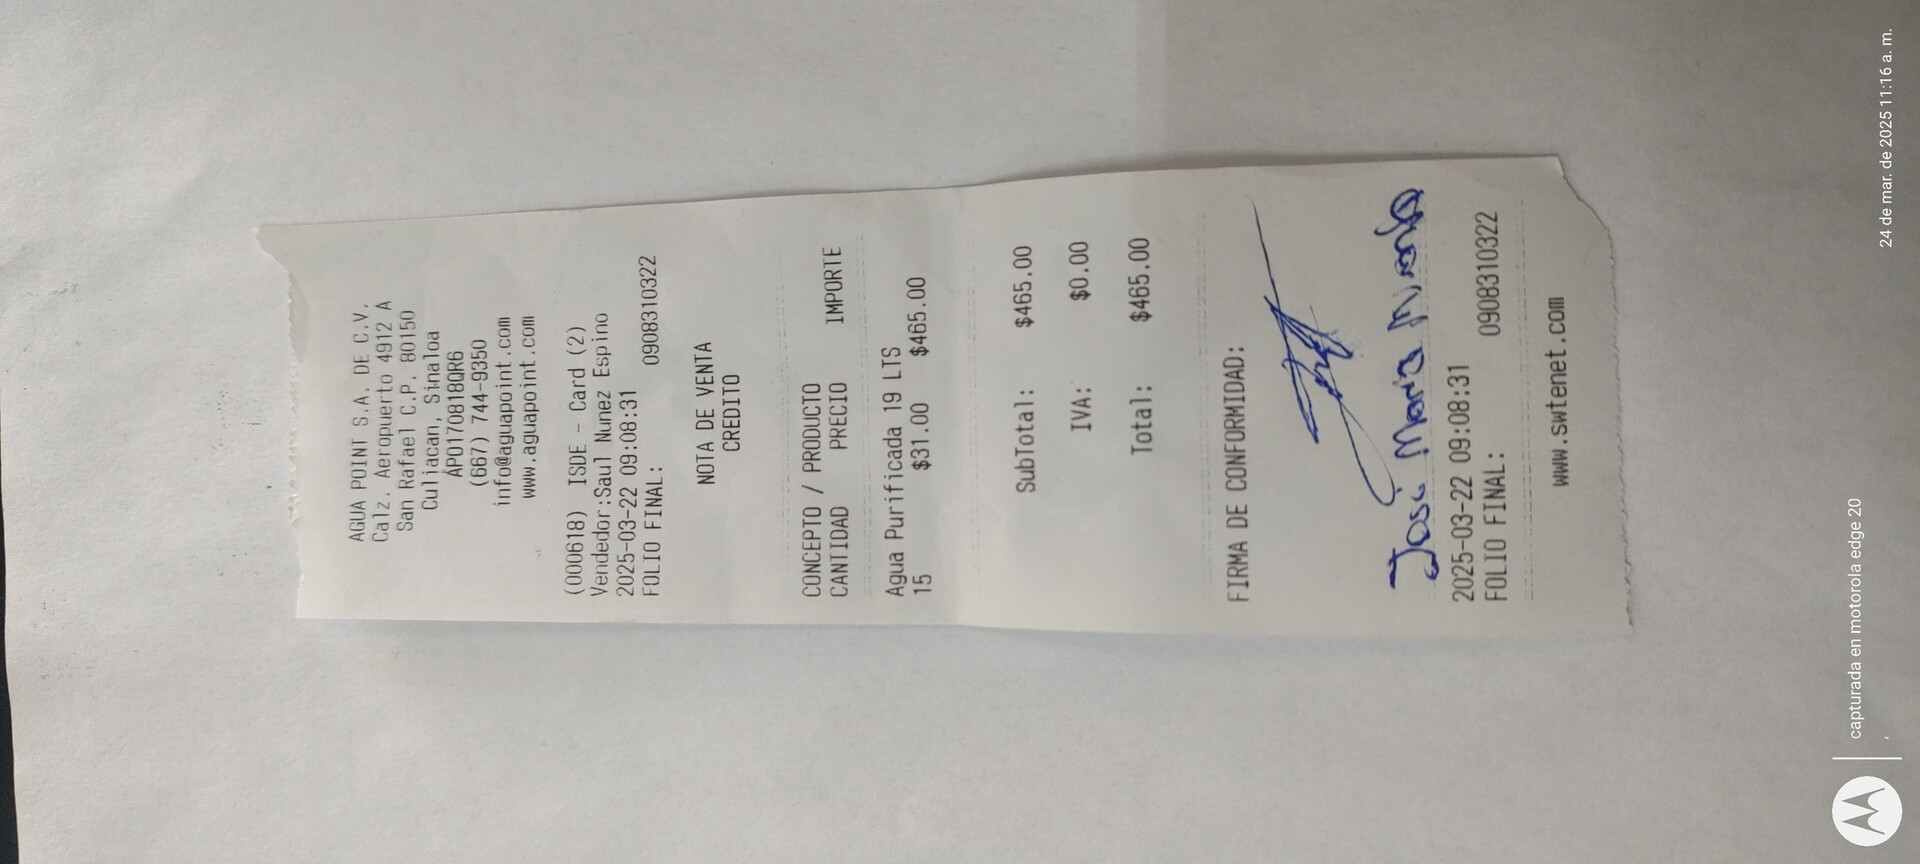 AGUA POINT S.A. DE C.V.
Calz. Aeropuerto 4912 A
San Rafael C.P. 80150
Culiacan, Sinaloa
APO170818QR6
(667) 744-9350
info@aguapoint.com
www.aguapoint.com
(000618) ISDE - Card (2)
Vendedor:Saul Nunez Espino
2025-03-22 09:08:31
FOLIO FINAL: 0908310322
NOTA DE VENTA
CREDITO
CONCEPTO / PRODUCTO
CANTIDAD PRECIO IMPORTE
Agua Purificada 19 LTS
15 $31.00 $465.00
SubTotal: $465.00
IVA: $0.00
Total: $465.00
FIRMA DE CONFORMIDAD:
José Maria
2025-03-22 09:08:31
FOLIO FINAL: 0908310322
www.swtenet.com
capturada en motorola edge 20
24 de mar. de 2025 11:16 a. m.